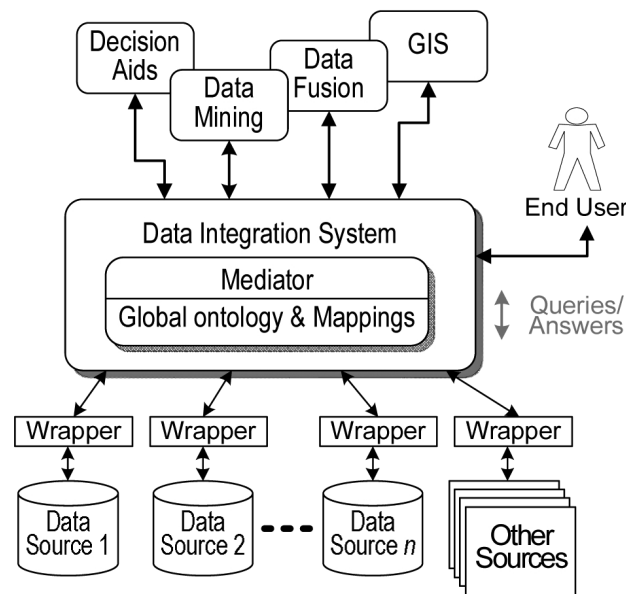 Decision
Aids
Data
Mining
Data
Fusion
GIS
End User
Data Integration System
Mediator
Global ontology & Mappings
Queries/
Answers
Wrapper
Wrapper
Wrapper
Wrapper
Data
Source 1
Data
Source 2
Data
Source n
Other
Sources